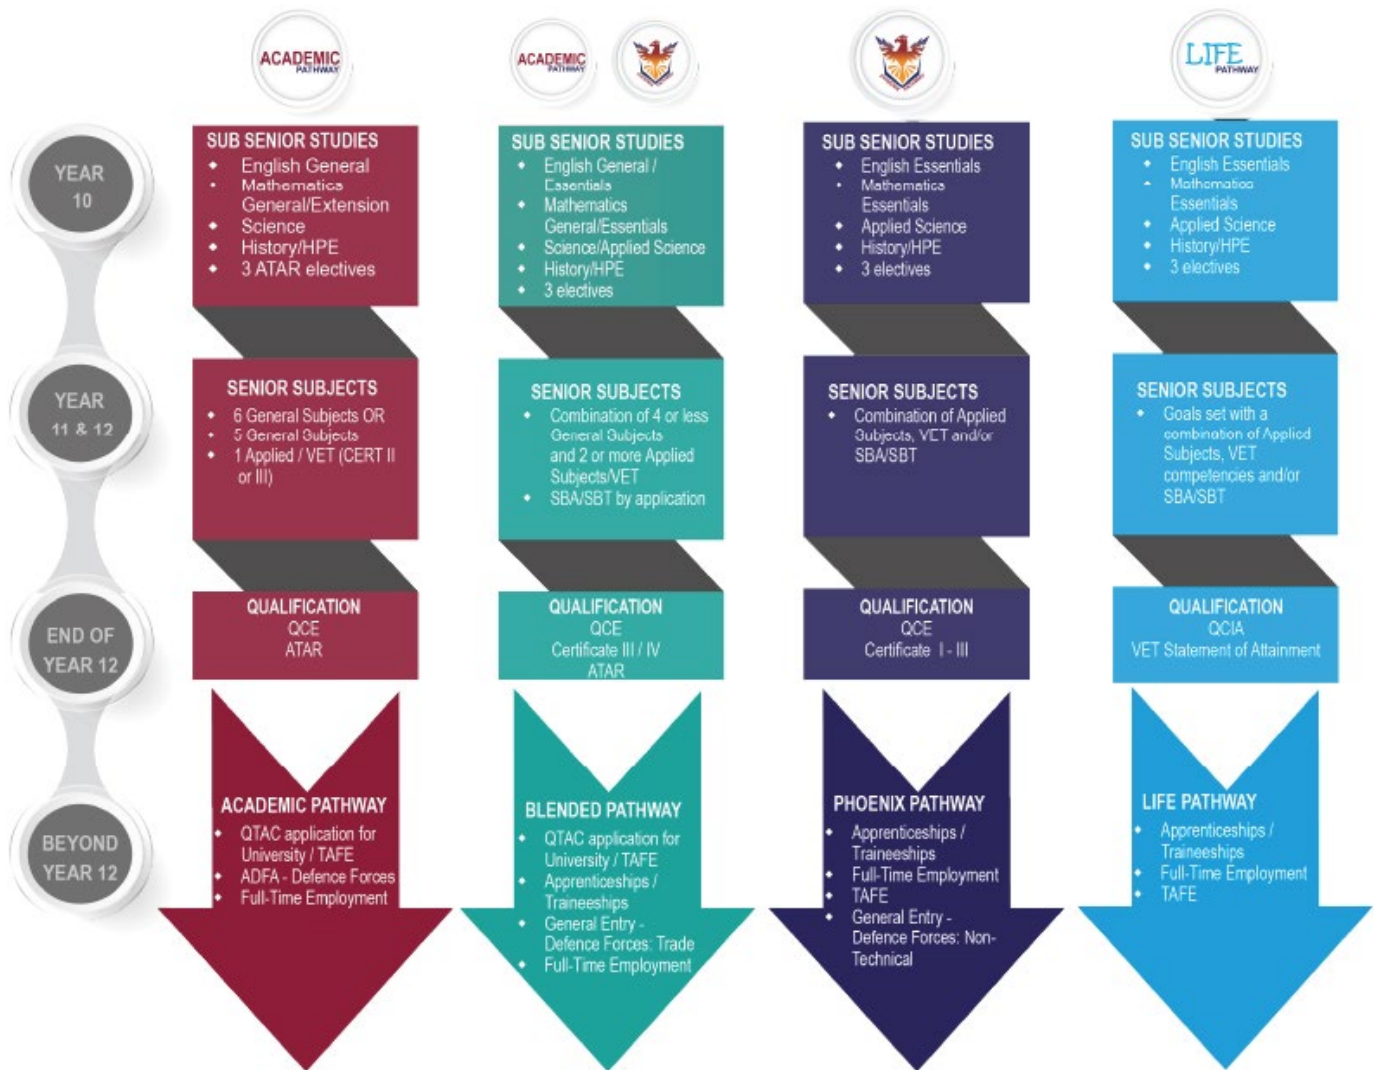 ACADEMIC
PATHWAY
ACADEMIC
PATHWAY
LIFE
PATHWAY
YEAR
10
SUB SENIOR STUDIES
English General
Mathematics
General/Extension
Science
History/HPE
3 ATAR electives
SUB SENIOR STUDIES
English General /
Essentials
Mathematics
General/Essentials
Science/Applied Science
History/HPE
3 electives
SUB SENIOR STUDIES
English Essentials
Mathematics
Essentials
Applied Science
History/HPE
3 electives
SUB SENIOR STUDIES
English Essentials
Mathematics
Essentials
Applied Science
History/HPE
3 electives
YEAR
11 & 12
SENIOR SUBJECTS
6 General Subjects OR
5 General Subjects
1 Applied / VET (CERT II
or III)
SENIOR SUBJECTS
Combination of 4 or less
General Subjects
and 2 or more Applied
Subjects/VET
SBA/SBT by application
SENIOR SUBJECTS
Combination of Applied
Subjects, VET and/or
SBA/SBT
SENIOR SUBJECTS
Goals set with a
combination of Applied
Subjects, VET
competencies and/or
SBA/SBT
END OF
YEAR 12
QUALIFICATION
QCE
ATAR
QUALIFICATION
QCE
Certificate III / IV
ATAR
QUALIFICATION
QCE
Certificate I - III
QUALIFICATION
QCIA
VET Statement of Attainment
BEYOND
YEAR 12
ACADEMIC PATHWAY
QTAC application for
University / TAFE
ADFA - Defence Forces
Full-Time Employment
BLENDED PATHWAY
QTAC application for
University / TAFE
Apprenticeships /
Traineeships
General Entry -
Defence Forces: Trade
Full-Time Employment
PHOENIX PATHWAY
Apprenticeships /
Traineeships
Full-Time Employment
TAFE
General Entry -
Defence Forces: Non-
Technical
LIFE PATHWAY
Apprenticeships /
Traineeships
Full-Time Employment
TAFE